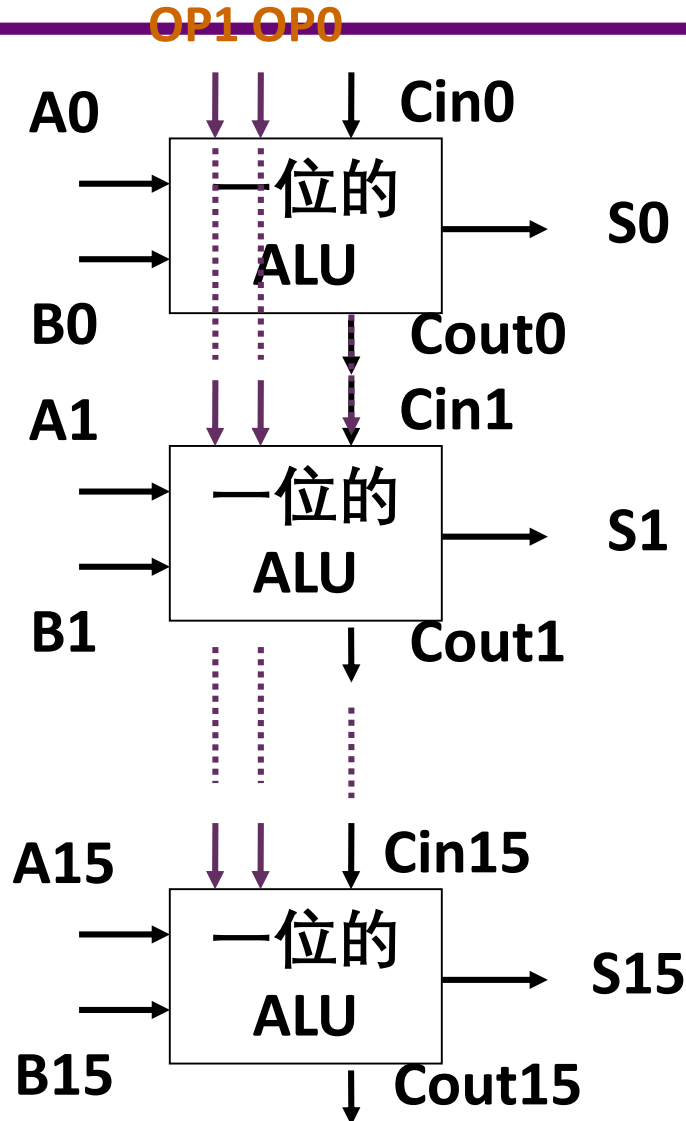 OP1 OP0
A0
Cin0
一位的
ALU
S0
B0
Cout0
A1
Cin1
一位的
ALU
S1
B1
Cout1
A15
Cin15
一位的
ALU
S15
B15
Cout15